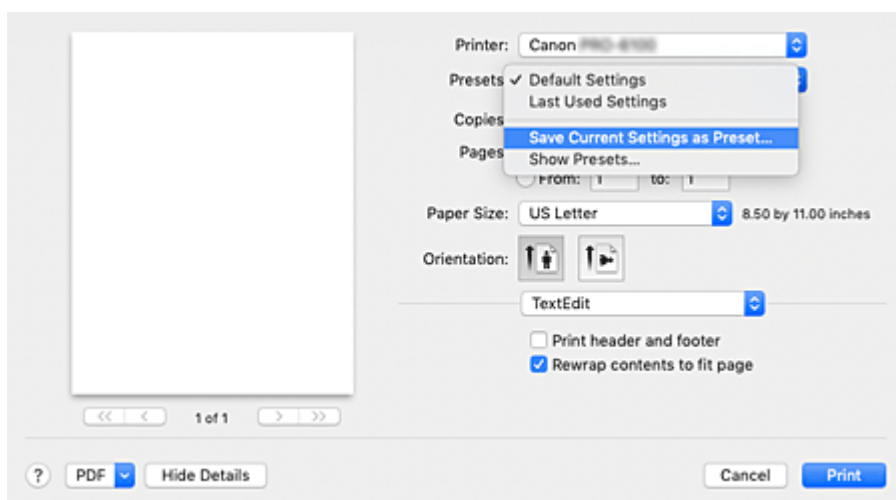 Printer: Canon
Presets ✓ Default Settings
Last Used Settings
Copies
Save Current Settings as Preset...
Pages
Show Presets...
From: 1 to: 1
Paper Size: US Letter 8.50 by 11.00 inches
Orientation:
TextEdit
Print header and footer
Rewrap contents to fit page
<< < 1 of 1 > >>
? PDF Hide Details Cancel Print